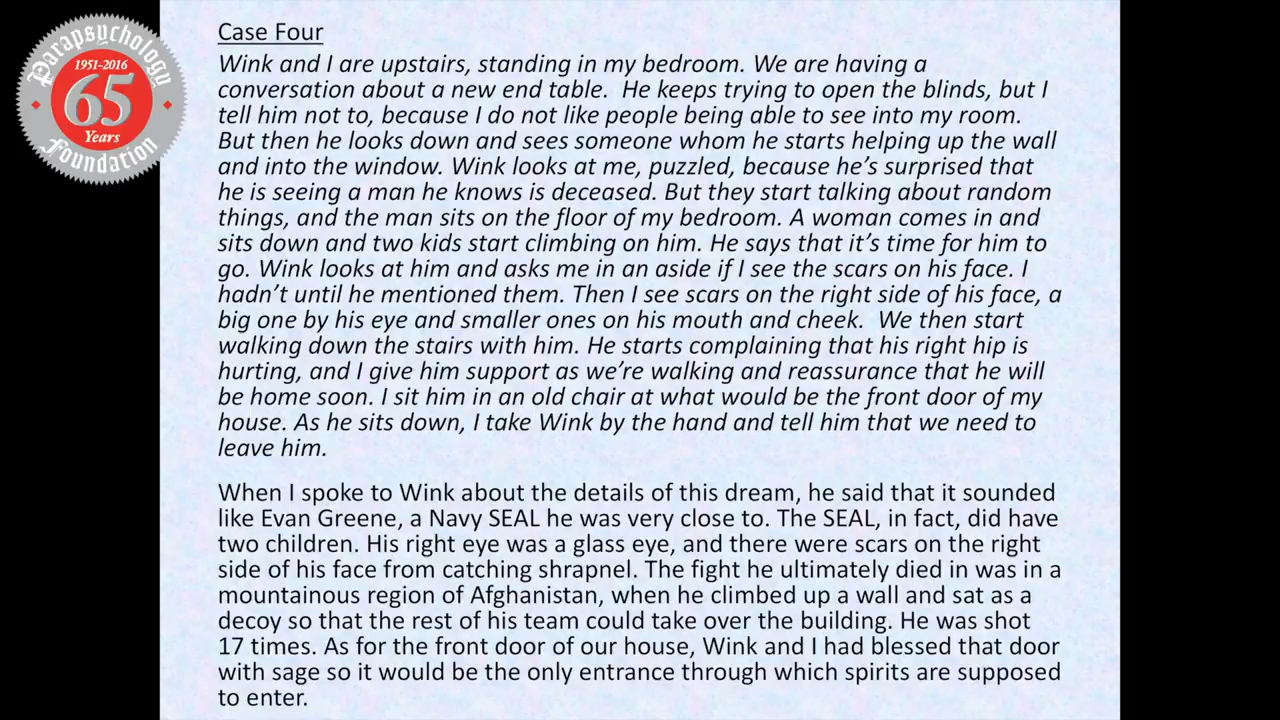 Parapsychology
1951-2016
65
Years
Foundation
Case Four
Wink and I are upstairs, standing in my bedroom. We are having a
conversation about a new end table.  He keeps trying to open the blinds, but I
tell him not to, because I do not like people being able to see into my room.
But then he looks down and sees someone whom he starts helping up the wall
and into the window. Wink looks at me, puzzled, because he’s surprised that
he is seeing a man he knows is deceased. But they start talking about random
things, and the man sits on the floor of my bedroom. A woman comes in and
sits down and two kids start climbing on him. He says that it’s time for him to
go. Wink looks at him and asks me in an aside if I see the scars on his face. I
hadn’t until he mentioned them. Then I see scars on the right side of his face, a
big one by his eye and smaller ones on his mouth and cheek.  We then start
walking down the stairs with him. He starts complaining that his right hip is
hurting, and I give him support as we’re walking and reassurance that he will
be home soon. I sit him in an old chair at what would be the front door of my
house. As he sits down, I take Wink by the hand and tell him that we need to
leave him.
When I spoke to Wink about the details of this dream, he said that it sounded
like Evan Greene, a Navy SEAL he was very close to. The SEAL, in fact, did have
two children. His right eye was a glass eye, and there were scars on the right
side of his face from catching shrapnel. The fight he ultimately died in was in a
mountainous region of Afghanistan, when he climbed up a wall and sat as a
decoy so that the rest of his team could take over the building. He was shot
17 times. As for the front door of our house, Wink and I had blessed that door
with sage so it would be the only entrance through which spirits are supposed
to enter.